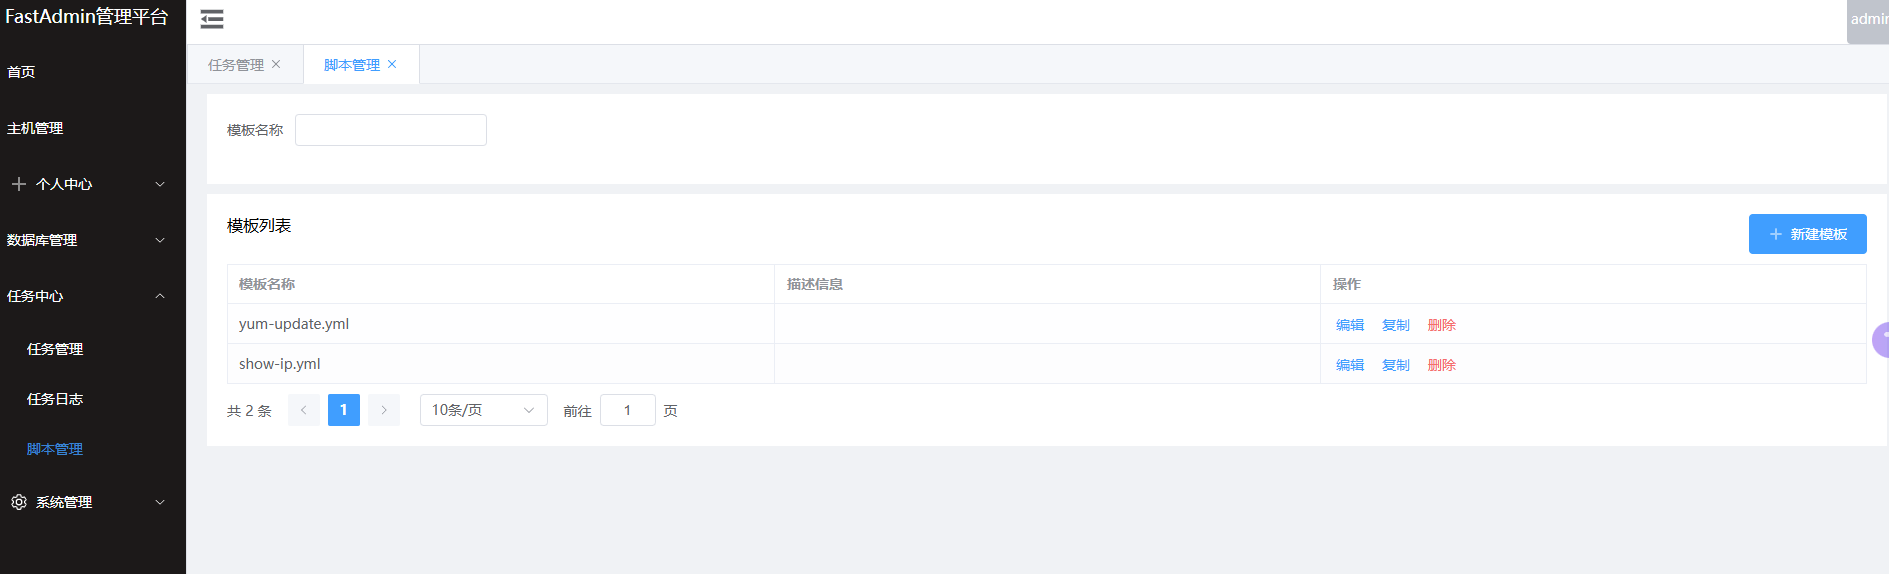 FastAdmin管理平台
admin
首页
主机管理
个人中心
数据库管理
任务中心
任务管理
任务日志
脚本管理
系统管理
任务管理
脚本管理
模板名称
模板列表
新建模板
模板名称 描述信息 操作
yum-update.yml 编辑 复制 删除
show-ip.yml 编辑 复制 删除
共 2 条 1 10条/页 前往 1 页